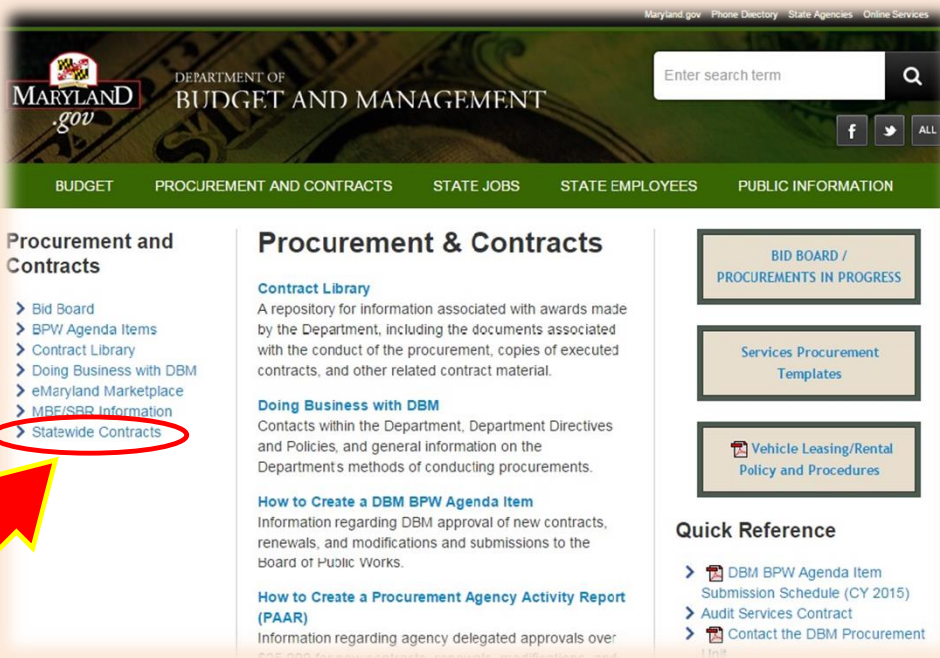 Maryland.gov Phone Directory State Agencies Online Services
MARYLAND
.gov
DEPARTMENT OF
BUDGET AND MANAGEMENT
Enter search term
ALL
BUDGET PROCUREMENT AND CONTRACTS STATE JOBS STATE EMPLOYEES PUBLIC INFORMATION
Procurement and
Contracts
Bid Board
BPW Agenda Items
Contract Library
Doing Business with DBM
eMaryland Marketplace
MBE/SBR Information
Statewide Contracts
Procurement & Contracts
Contract Library
A repository for information associated with awards made
by the Department, including the documents associated
with the conduct of the procurement, copies of executed
contracts, and other related contract material.
Doing Business with DBM
Contacts within the Department, Department Directives
and Policies, and general information on the
Department's methods of conducting procurements.
How to Create a DBM BPW Agenda Item
Information regarding DBM approval of new contracts,
renewals, and modifications and submissions to the
Board of Public Works.
How to Create a Procurement Agency Activity Report
(PAAR)
Information regarding agency delegated approvals over
BID BOARD /
PROCUREMENTS IN PROGRESS
Services Procurement
Templates
Vehicle Leasing/Rental
Policy and Procedures
Quick Reference
DBM BPW Agenda Item
Submission Schedule (CY 2015)
Audit Services Contract
Contact the DBM Procurement
Unit